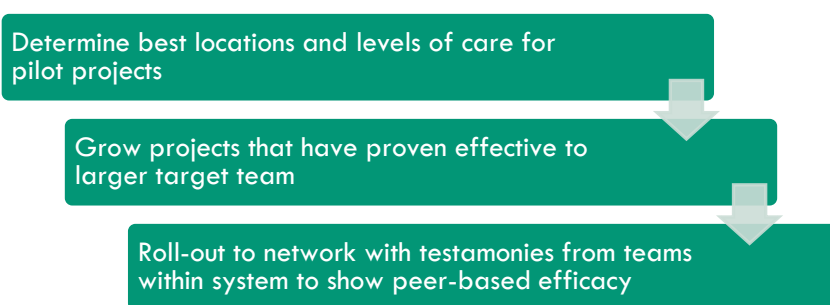 Determine best locations and levels of care for
pilot projects
Grow projects that have proven effective to
larger target team
Roll-out to network with testamonies from teams
within system to show peer-based efficacy